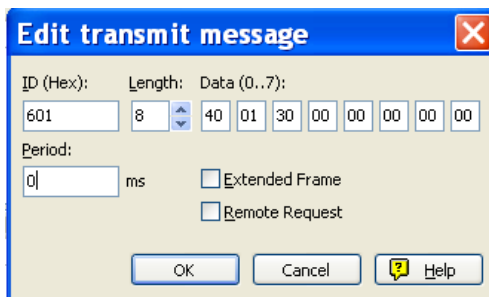 Edit transmit message
ID (Hex): Length: Data (0..7):
601 8 40 01 30 00 00 00 00 00
Period:
0 ms Extended Frame
Remote Request
OK Cancel Help